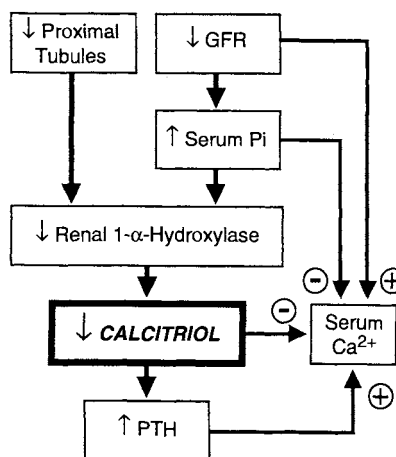 ↓ Proximal
Tubules
↓ GFR
↑ Serum Pi
↓ Renal 1-α-Hydroxylase
↓ CALCITRIOL
↑ PTH
Serum
Ca²⁺
−
+
−
+